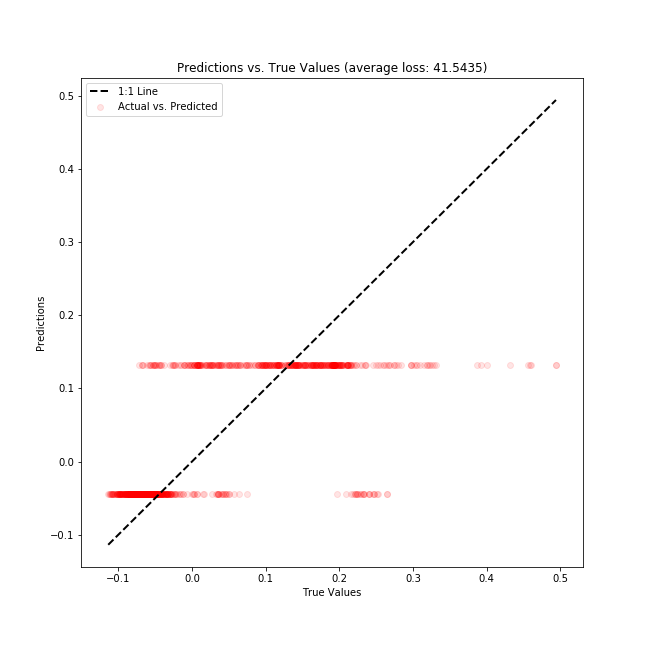 Predictions vs. True Values (average loss: 41.5435)
1:1 Line
Actual vs. Predicted
0.5
0.4
0.3
0.2
0.1
0.0
−0.1
Predictions
−0.1
0.0
0.1
0.2
0.3
0.4
0.5
True Values